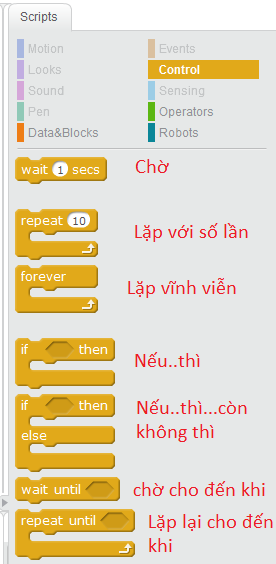 Scripts
Motion
Events
Looks
Control
Sound
Sensing
Pen
Operators
Data&Blocks
Robots
wait 1 secs
Chờ
repeat 10
Lặp với số lần
forever
Lặp vĩnh viễn
if then
Nếu..thì
if then
else
Nếu..thì...còn
không thì
wait until
chờ cho đến khi
repeat until
Lặp lại cho đến
khi